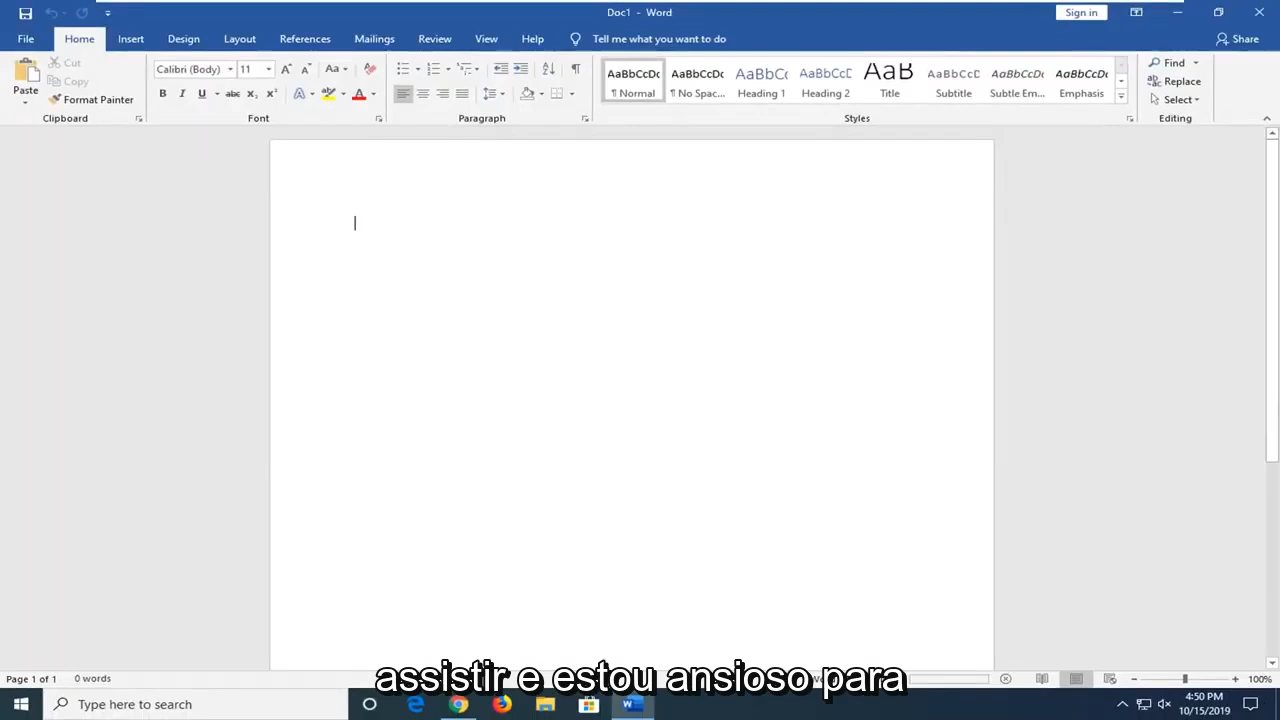 Doc1 - Word
Sign in
File Home Insert Design Layout References Mailings Review View Help Tell me what you want to do Share
Paste
Cut
Copy
Format Painter
Clipboard
Calibri (Body) 11
Font
Paragraph
AaBbCcDc AaBbCcDc AaBbCc AaBbCcD AaB AaBbCcD AaBbCcDc AaBbCcDc
¶ Normal ¶ No Spac... Heading 1 Heading 2 Title Subtitle Subtle Em... Emphasis
Styles
Find
Replace
Select
Editing
assistir e estou ansioso para
Page 1 of 1 0 words 100%
Type here to search
4:50 PM
10/15/2019